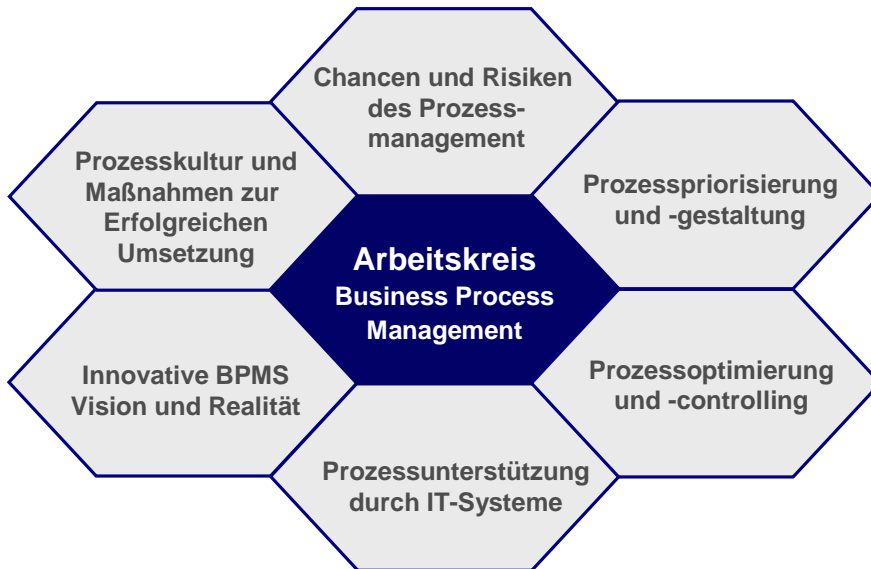 Chancen und Risiken
des Prozess-
management
Prozesskultur und
Maßnahmen zur
Erfolgreichen
Umsetzung
Prozesspriorisierung
und -gestaltung
Arbeitskreis
Business Process
Management
Innovative BPMS
Vision und Realität
Prozessoptimierung
und -controlling
Prozessunterstützung
durch IT-Systeme